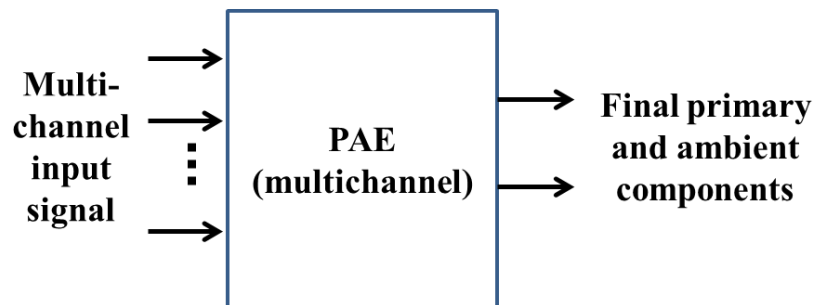 Multi-
channel
input
signal
PAE
(multichannel)
Final primary
and ambient
components